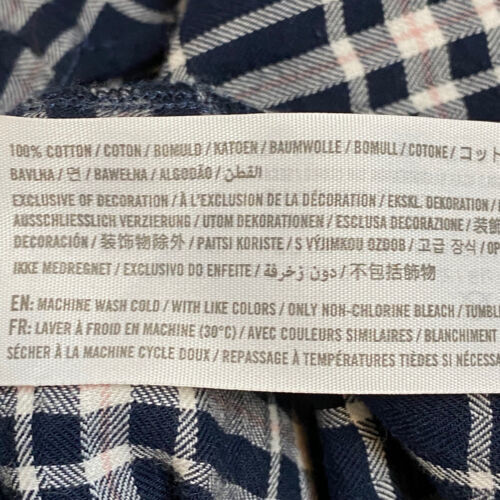 100% COTTON / COTON / BOMULD / KATOEN / BAUMWOLLE / BOMULL / COTONE / コット
BAVLNA / 면 / BAWEŁNA / ALGODÃO / القطن
EXCLUSIVE OF DECORATION / À L'EXCLUSION DE LA DÉCORATION / EKSKL. DEKORATION /
AUSSCHLIESSLICH VERZIERUNG / UTOM DEKORATIONEN / ESCLUSA DECORAZIONE / 装飾
DECORACIÓN / 装饰物除外 / PAITSI KORISTE / S VÝJIMKOU OZDOB / 고급 장식 / OP
IKKE MEDREGNET / EXCLUSIVO DO ENFEITE / دون زخرفة / 不包括飾物
EN: MACHINE WASH COLD / WITH LIKE COLORS / ONLY NON-CHLORINE BLEACH / TUMBL
FR: LAVER À FROID EN MACHINE (30°C) / AVEC COULEURS SIMILAIRES / BLANCHIMENT
SÉCHER À LA MACHINE CYCLE DOUX / REPASSAGE À TEMPÉRATURES TIÈDES SI NÉCESSA